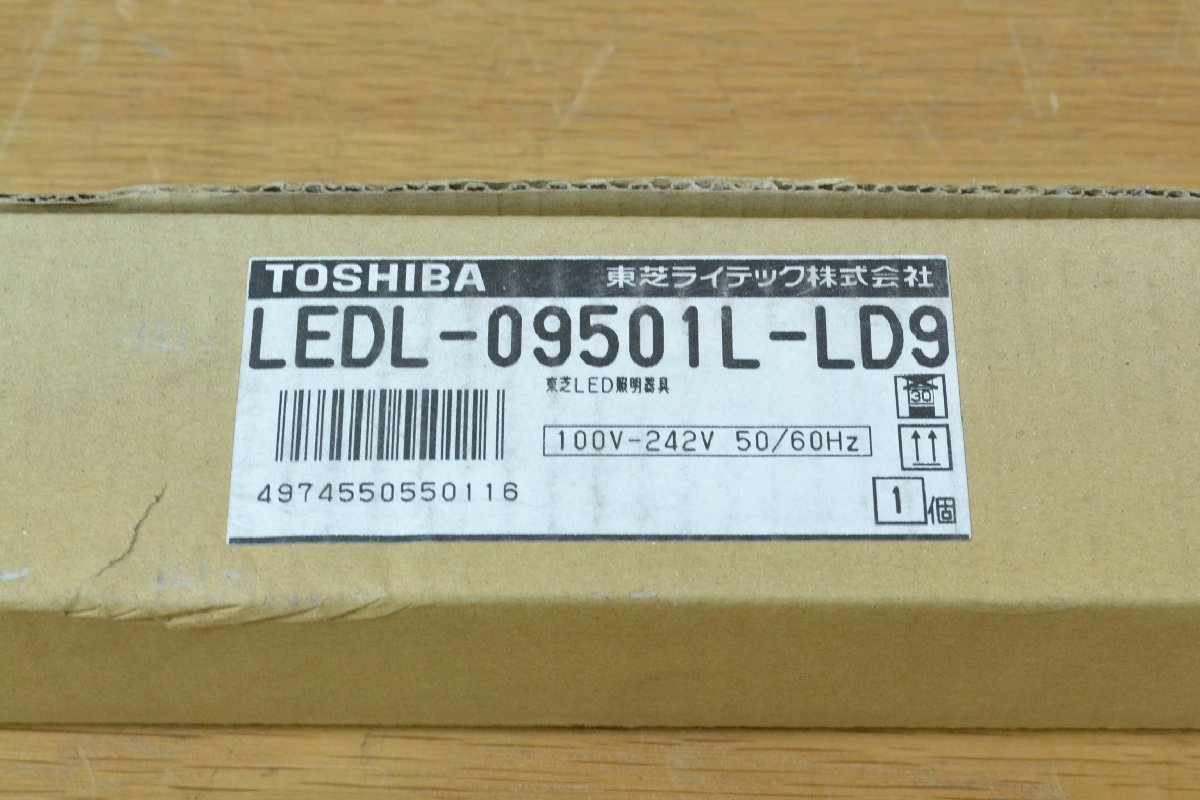 TOSHIBA 東芝ライテック株式会社
LEDL-09501L-LD9
東芝LED照明器具
30
100V-242V 50/60Hz
4974550550116
1個